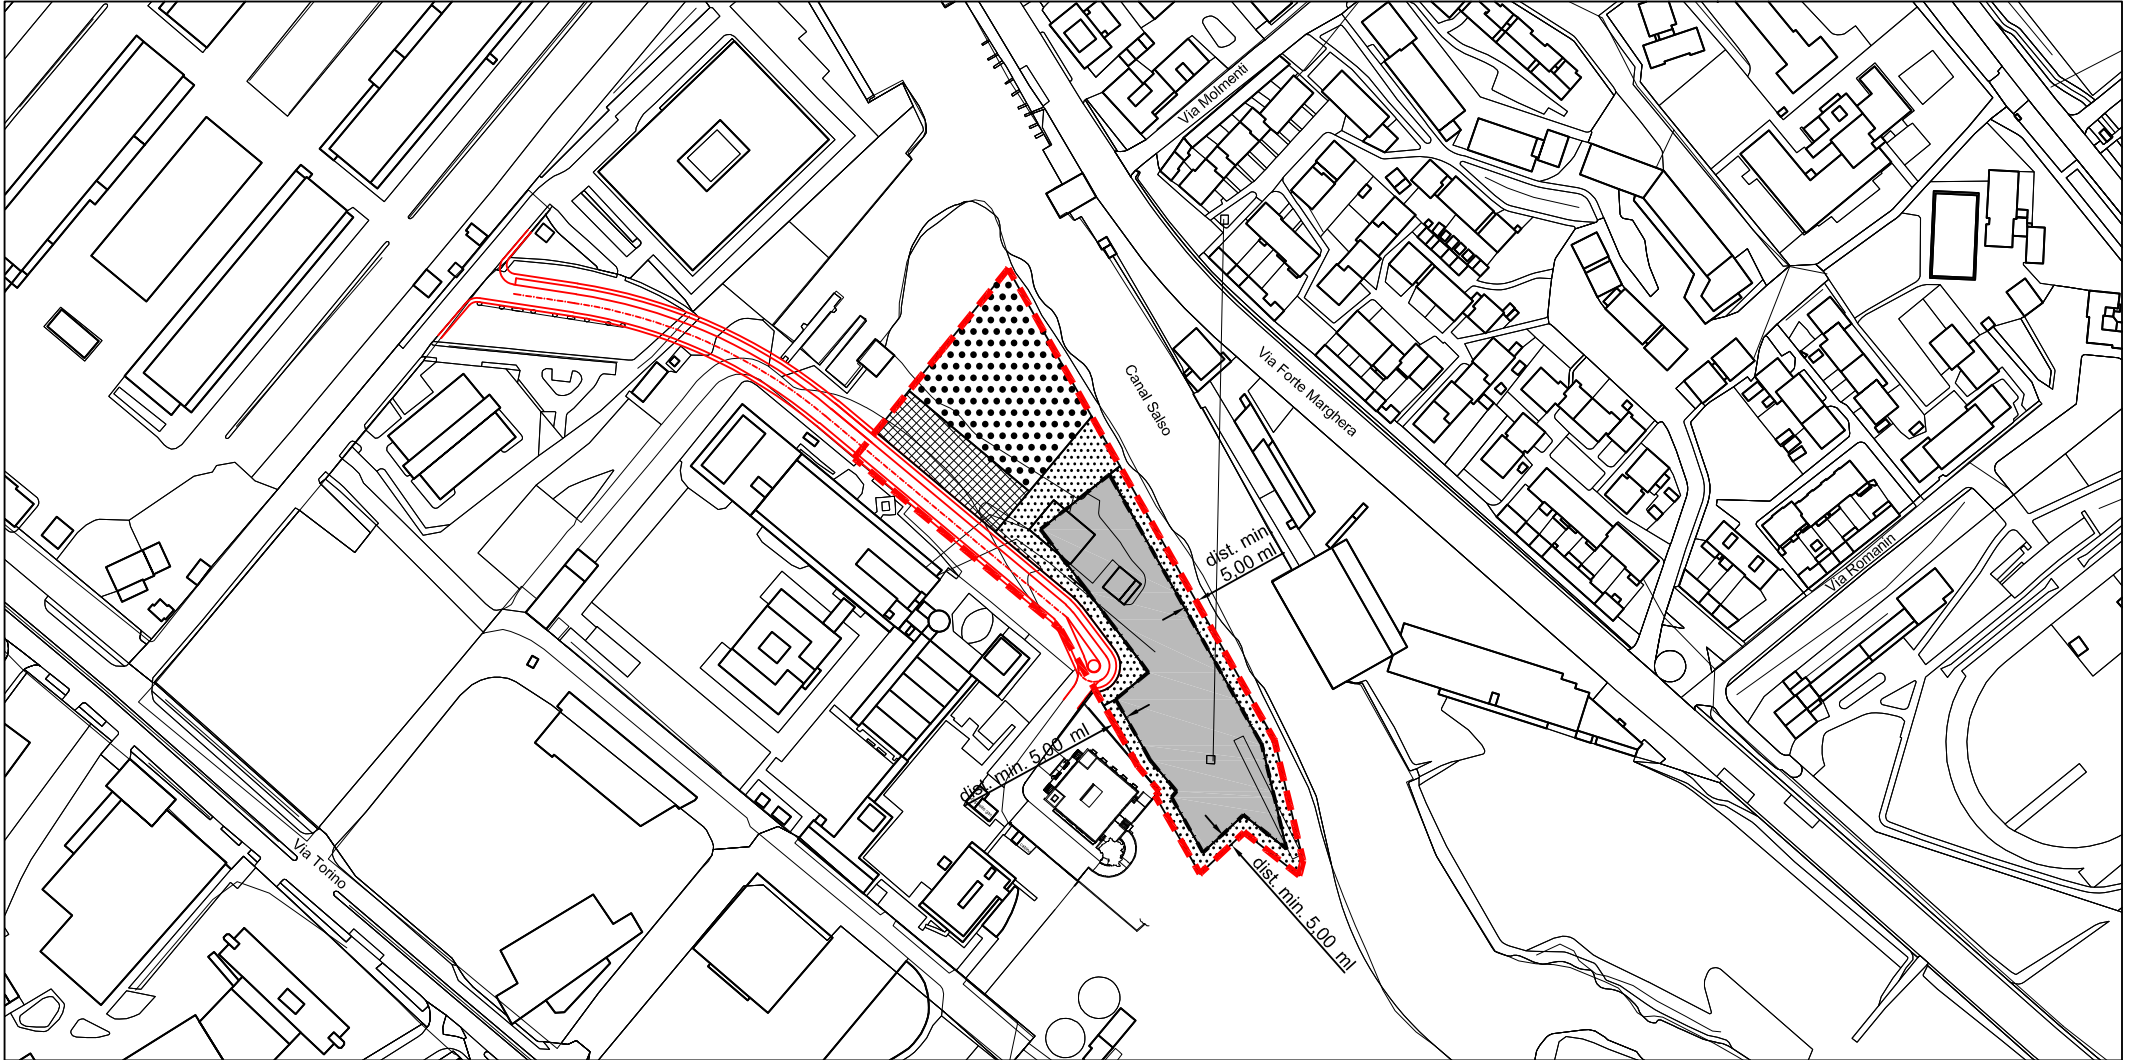 Via Molmenti
Canal Salso
Via Forte Marghera
dist. min.
5,00 ml
Via Romanin
dist. min. 5,00 ml
Via Torino
dist. min. 5,00 ml